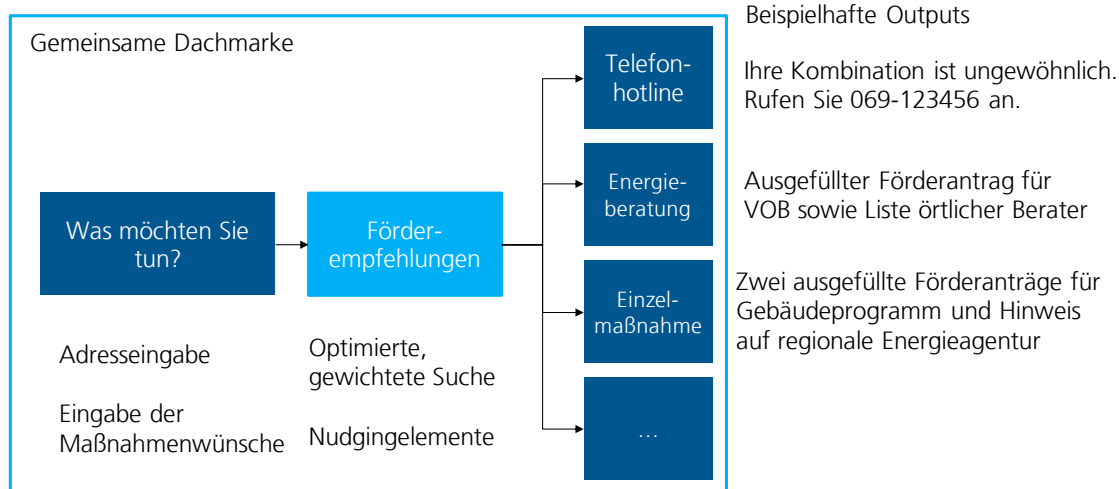 Gemeinsame Dachmarke
Was möchten Sie
tun?
Adresseingabe
Eingabe der
Maßnahmenwünsche
Förder-
empfehlungen
Optimierte,
gewichtete Suche
Nudgingelemente
Telefon-
hotline
Energie-
beratung
Einzel-
maßnahme
...
Beispielhafte Outputs
Ihre Kombination ist ungewöhnlich.
Rufen Sie 069-123456 an.
Ausgefüllter Förderantrag für
VOB sowie Liste örtlicher Berater
Zwei ausgefüllte Förderanträge für
Gebäudeprogramm und Hinweis
auf regionale Energieagentur